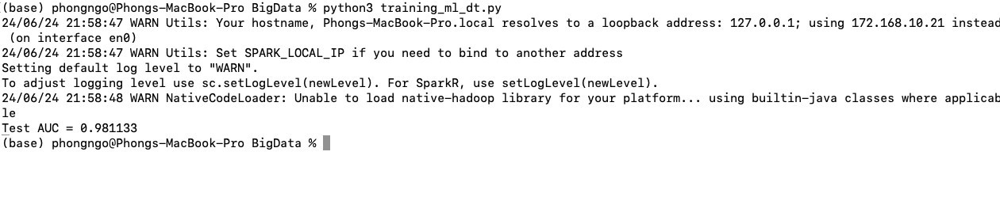 (base) phongngo@Phongs-MacBook-Pro BigData % python3 training_ml_dt.py
24/06/24 21:58:47 WARN Utils: Your hostname, Phongs-MacBook-Pro.local resolves to a loopback address: 127.0.0.1; using 172.168.10.21 instead
(on interface en0)
24/06/24 21:58:47 WARN Utils: Set SPARK_LOCAL_IP if you need to bind to another address
Setting default log level to "WARN".
To adjust logging level use sc.setLogLevel(newLevel). For SparkR, use setLogLevel(newLevel).
24/06/24 21:58:48 WARN NativeCodeLoader: Unable to load native-hadoop library for your platform... using builtin-java classes where applicab
le
Test AUC = 0.981133
(base) phongngo@Phongs-MacBook-Pro BigData %